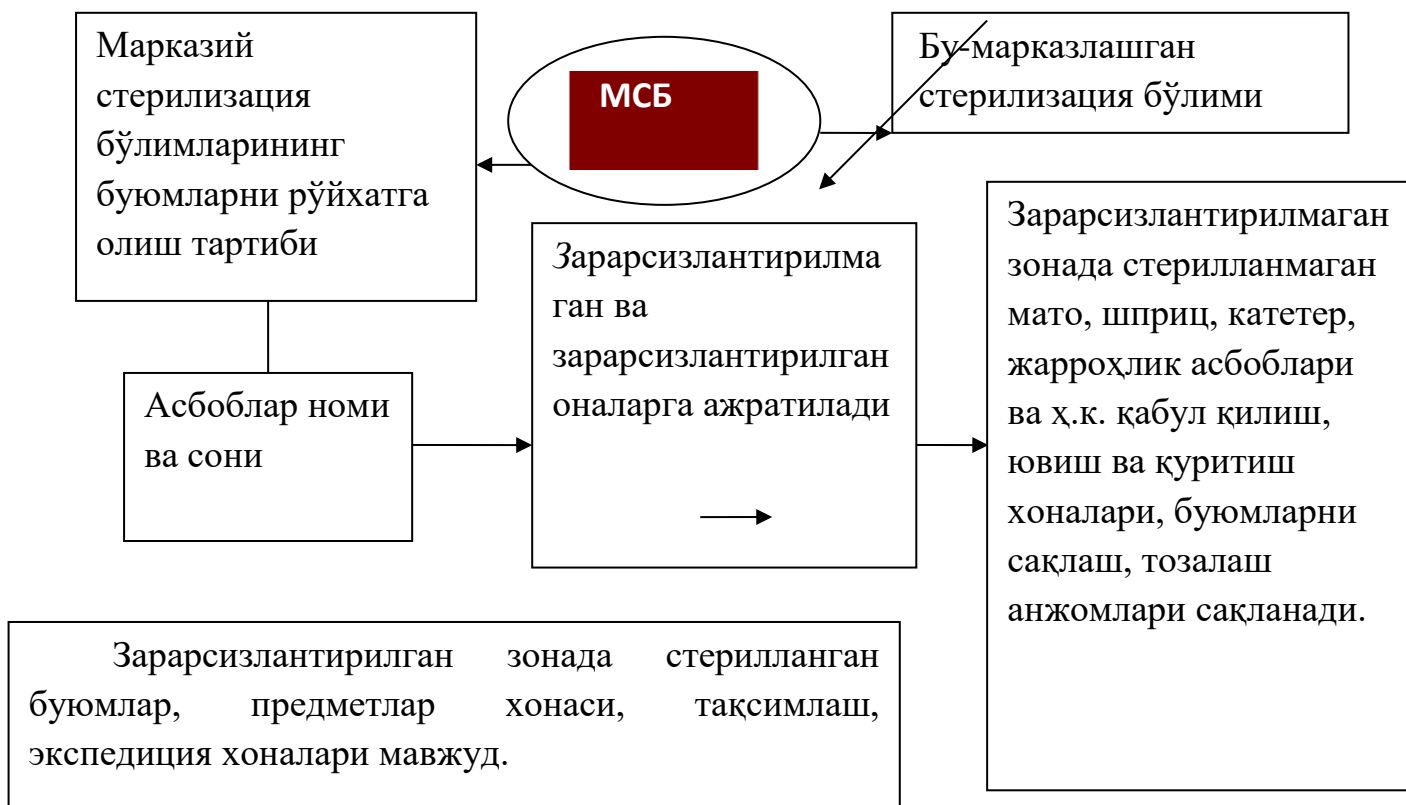 Марказий
стерилизация
бўлимларининг
буюмларни рўйхатга
олиш тартиби
МСБ
Бу-марказлашган
стерилизация бўлими
Зарарсизлантирилма
ган ва
зарарсизлантирилган
оналарга ажратилади
Зарарсизлантирилмаган
зонада стерилланмаган
мато, шприц, катетер,
жарроҳлик асбоблари
ва ҳ.к. қабул қилиш,
ювиш ва қуритиш
хоналари, буюмларни
сақлаш, тозалаш
анжомлари сақланади.
Асбоблар номи
ва сони
Зарарсизлантирилган зонада стерилланган
буюмлар, предметлар хонаси, тақсимлаш,
экспедиция хоналари мавжуд.